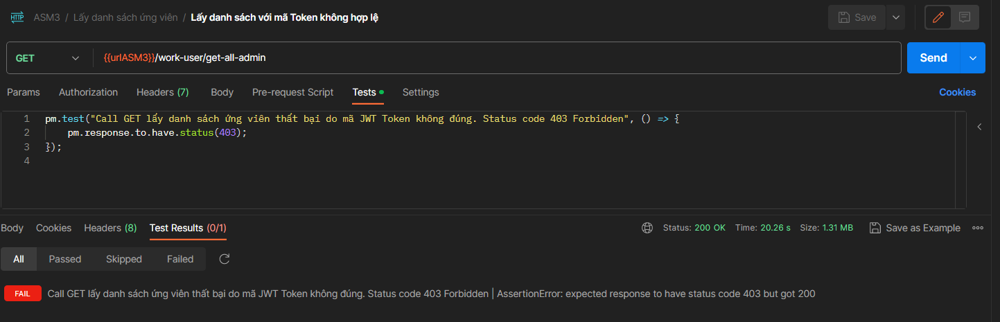 HTTP ASM3 / Lấy danh sách ứng viên / Lấy danh sách với mã Token không hợp lệ Save
GET {{urlASM3}}/work-user/get-all-admin Send
Params Authorization Headers (7) Body Pre-request Script Tests Settings Cookies
1 pm.test("Call GET lấy danh sách ứng viên thất bại do mã JWT Token không đúng. Status code 403 Forbidden", () => {
2 pm.response.to.have.status(403);
3 });
4
Body Cookies Headers (8) Test Results (0/1) Status: 200 OK Time: 20.26 s Size: 1.31 MB Save as Example
All Passed Skipped Failed
FAIL Call GET lấy danh sách ứng viên thất bại do mã JWT Token không đúng. Status code 403 Forbidden | AssertionError: expected response to have status code 403 but got 200